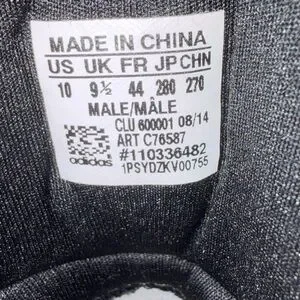 MADE IN CHINA
US UK FR JP CHN
10 9½ 44 280 270
MALE/MÀLE
CLU 600001 08/14
ART C76587
#110336482
adidas 1PSYDZKV00755